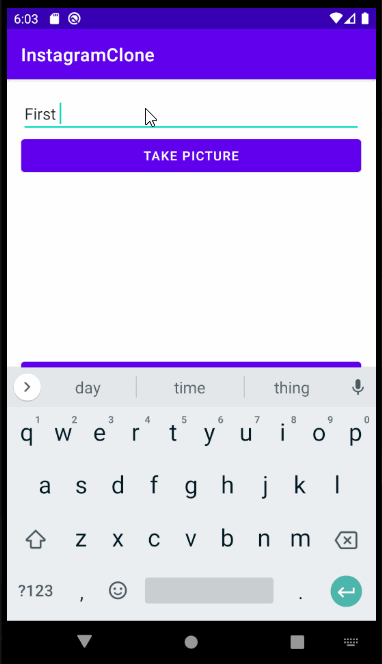 6:03
InstagramClone
First
TAKE PICTURE
day time thing
1 2 3 4 5 6 7 8 9 0
q w e r t y u i o p
a s d f g h j k l
z x c v b n m
?123 , .